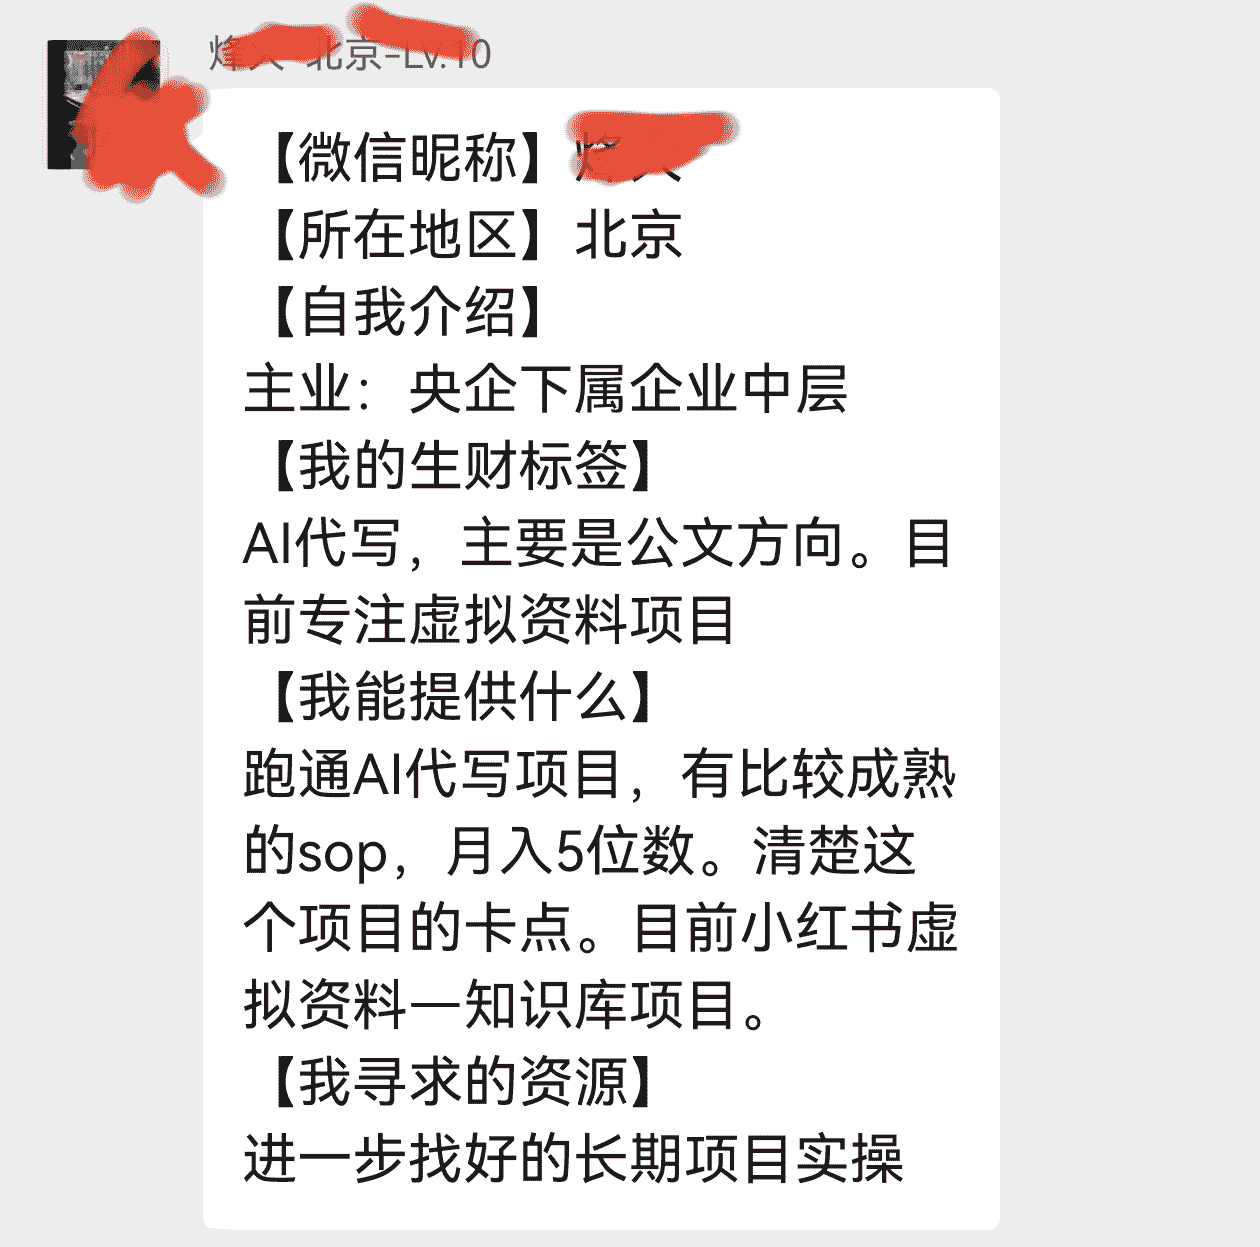 烽 北京-LV.10
【微信昵称】
【所在地区】北京
【自我介绍】
主业：央企下属企业中层
【我的生财标签】
AI代写，主要是公文方向。目
前专注虚拟资料项目
【我能提供什么】
跑通AI代写项目，有比较成熟
的sop，月入5位数。清楚这
个项目的卡点。目前小红书虚
拟资料—知识库项目。
【我寻求的资源】
进一步找好的长期项目实操